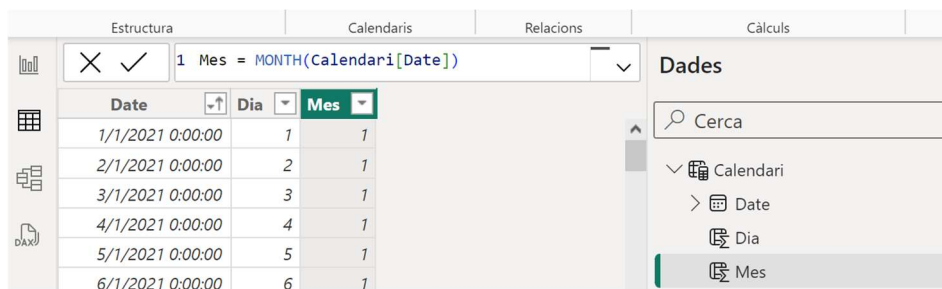 Estructura Calendaris Relacions Càlculs
1 Mes = MONTH(Calendari[Date])
Dades
Date Dia Mes
Cerca
1/1/2021 0:00:00 1 1
2/1/2021 0:00:00 2 1
Calendari
3/1/2021 0:00:00 3 1
Date
4/1/2021 0:00:00 4 1
Dia
DAX
5/1/2021 0:00:00 5 1
Mes
6/1/2021 0:00:00 6 1